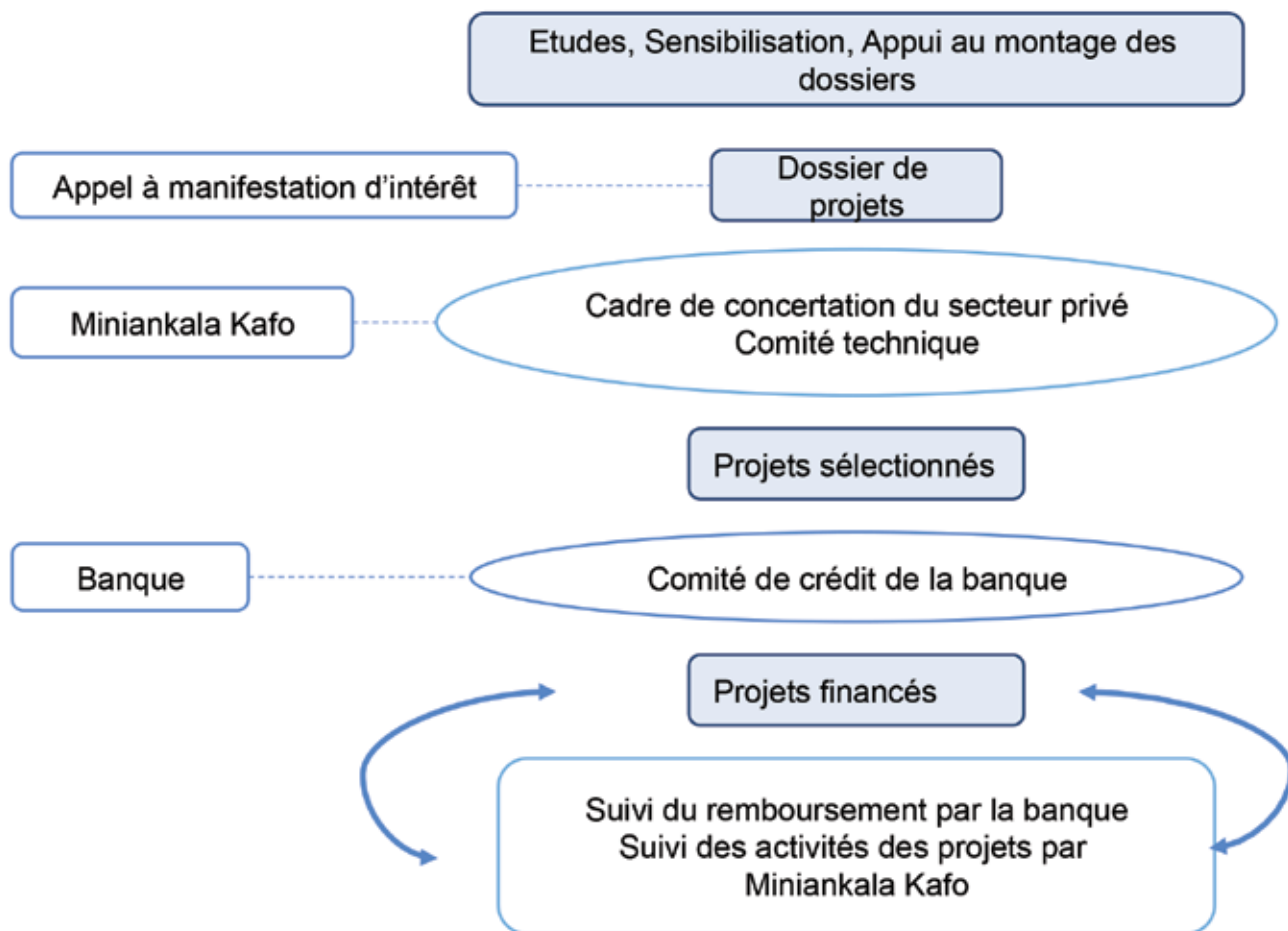 Etudes, Sensibilisation, Appui au montage des
dossiers
Appel à manifestation d'intérêt
Dossier de
projets
Miniankala Kafo
Cadre de concertation du secteur privé
Comité technique
Projets sélectionnés
Banque
Comité de crédit de la banque
Projets financés
Suivi du remboursement par la banque
Suivi des activités des projets par
Miniankala Kafo